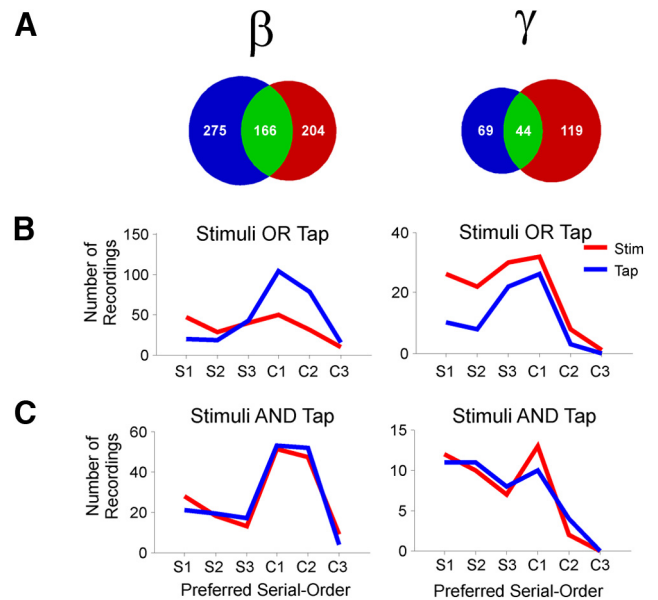 A
β
γ
275 166 204
69 44 119
B
Stimuli OR Tap
Stimuli OR Tap
Stim
Tap
Number of
Recordings
150
100
50
0
S1 S2 S3 C1 C2 C3
40
20
0
S1 S2 S3 C1 C2 C3
C
Stimuli AND Tap
Stimuli AND Tap
Number of
Recordings
60
40
20
0
S1 S2 S3 C1 C2 C3
Preferred Serial-Order
15
10
5
0
S1 S2 S3 C1 C2 C3
Preferred Serial-Order